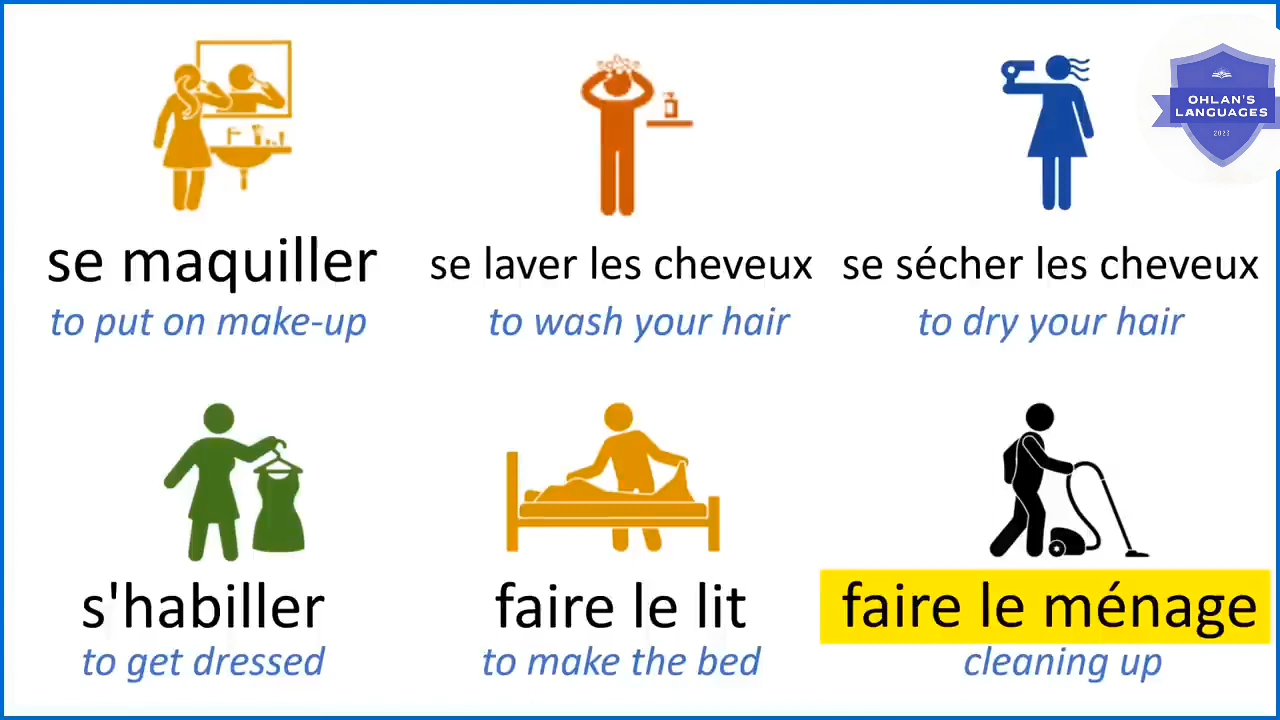 OHLAN'S
LANGUAGES
2023
se maquiller
to put on make-up
se laver les cheveux
to wash your hair
se sécher les cheveux
to dry your hair
s'habiller
to get dressed
faire le lit
to make the bed
faire le ménage
cleaning up